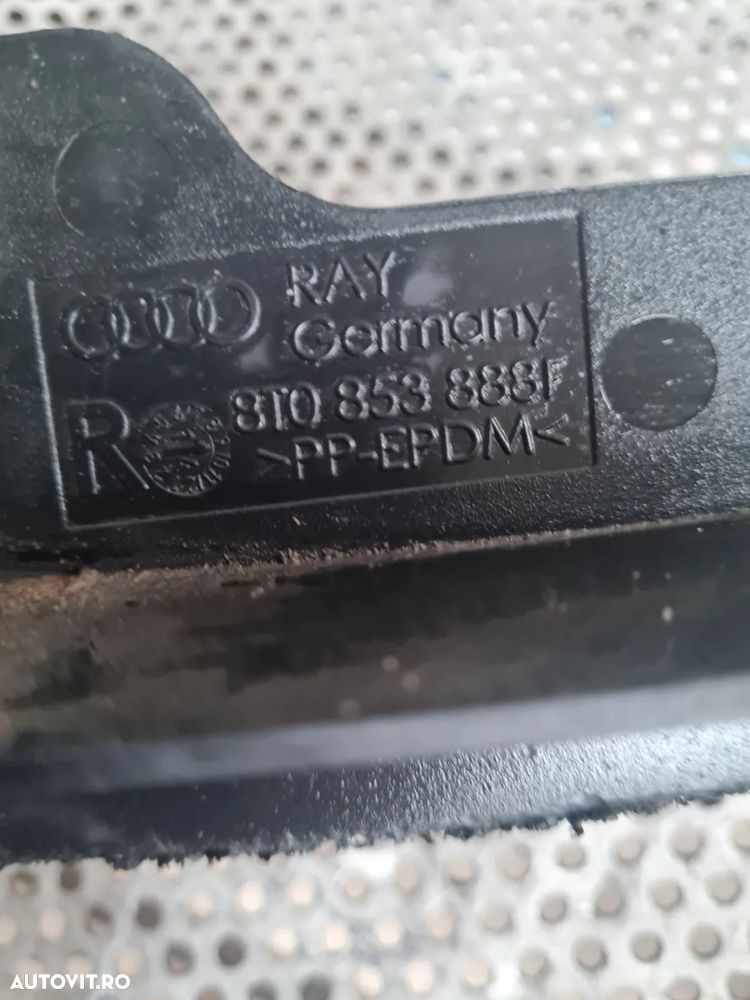 RAY
Germany
R 8T0 853 888F
>PP-EPDM<
AUTOVIT.RO